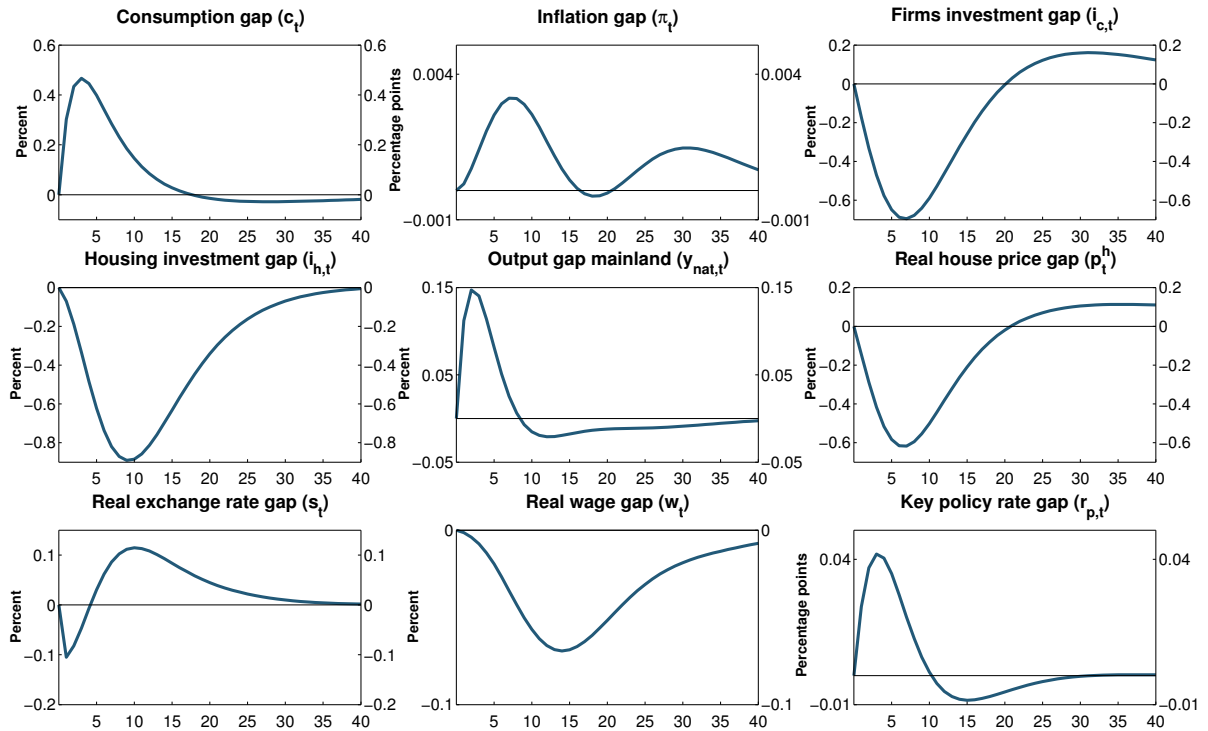 Consumption gap (c_t)
Inflation gap (π_t)
Firms investment gap (i_c,t)
Percent
0.6
0.4
0.2
0
0.6
0.4
0.2
0
5 10 15 20 25 30 35 40
Percentage points
0.004
−0.001
0.004
−0.001
5 10 15 20 25 30 35 40
Percent
0.2
0
−0.2
−0.4
−0.6
0.2
0
−0.2
−0.4
−0.6
5 10 15 20 25 30 35 40
Housing investment gap (i_h,t)
Output gap mainland (y_nat,t)
Real house price gap (p_t^h)
Percent
0
−0.2
−0.4
−0.6
−0.8
0
−0.2
−0.4
−0.6
−0.8
5 10 15 20 25 30 35 40
Percent
0.15
0.05
−0.05
0.15
0.05
−0.05
5 10 15 20 25 30 35 40
Percent
0.2
0
−0.2
−0.4
−0.6
0.2
0
−0.2
−0.4
−0.6
5 10 15 20 25 30 35 40
Real exchange rate gap (s_t)
Real wage gap (w_t)
Key policy rate gap (r_p,t)
Percent
0.1
0
−0.1
−0.2
0.1
0
−0.1
−0.2
5 10 15 20 25 30 35 40
Percent
0
−0.1
0
−0.1
5 10 15 20 25 30 35 40
Percentage points
0.04
−0.01
0.04
−0.01
5 10 15 20 25 30 35 40